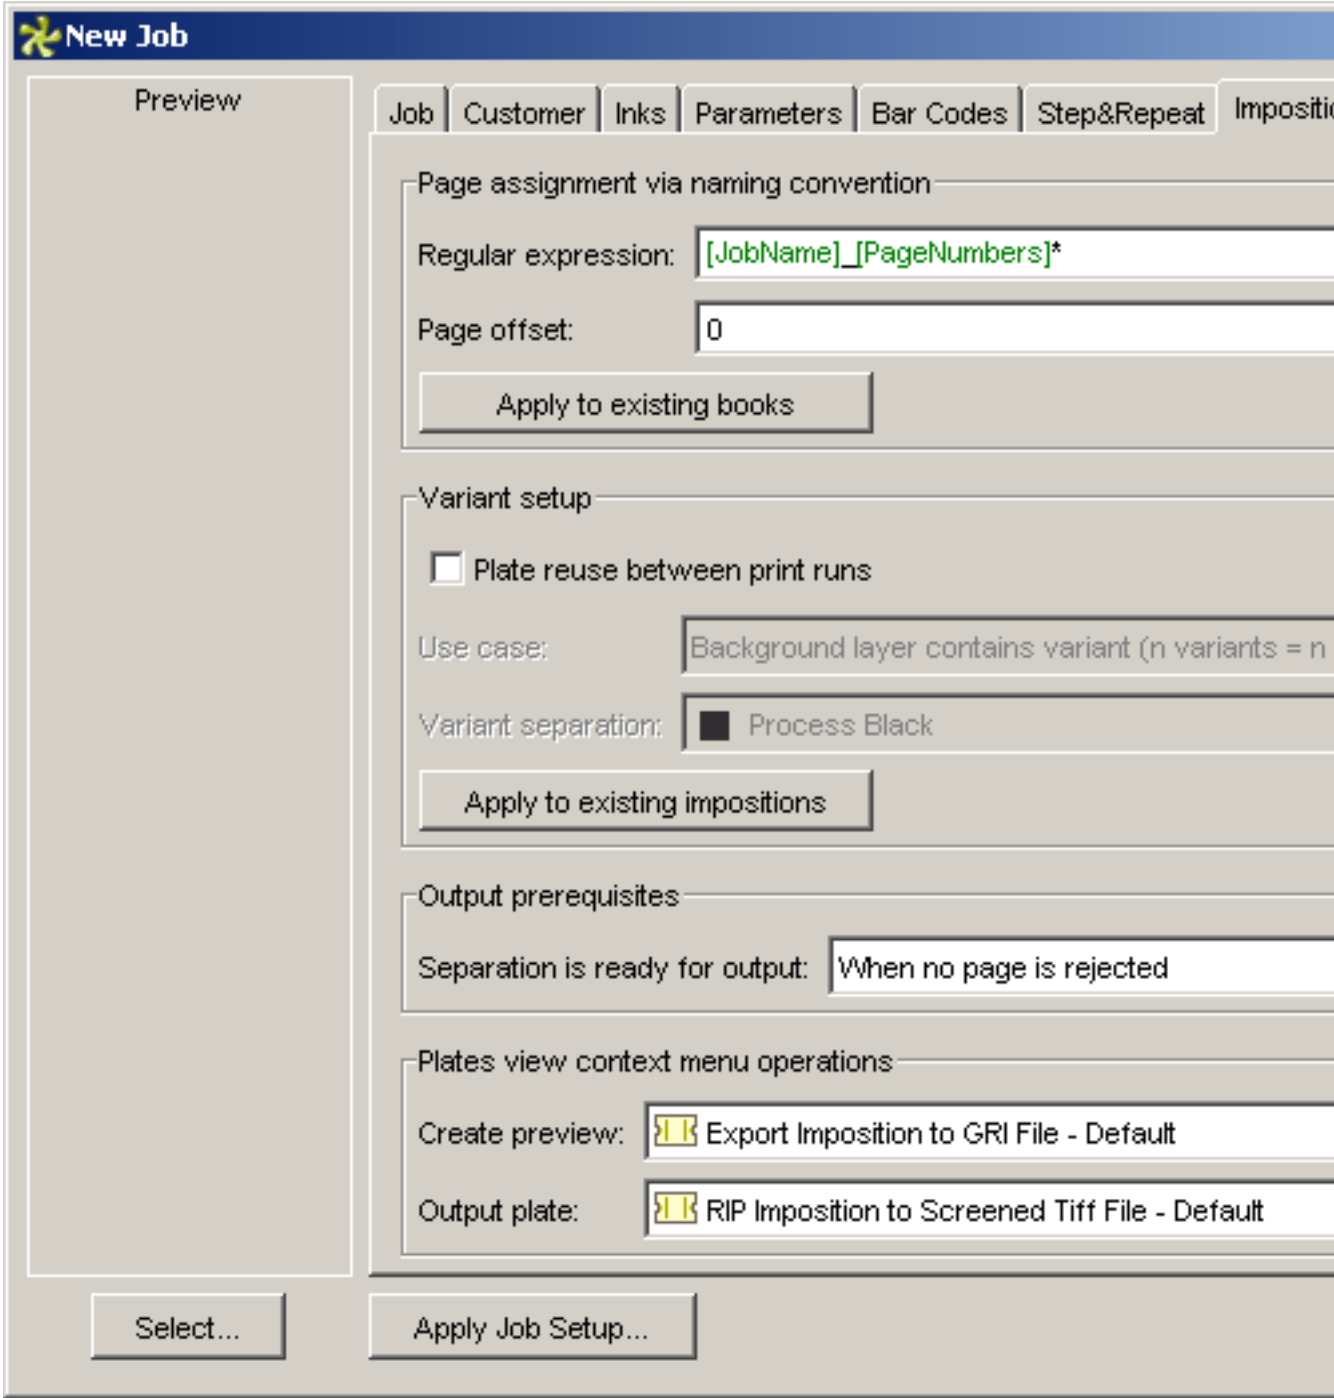 New Job
Preview
Job Customer Inks Parameters Bar Codes Step&Repeat
Page assignment via naming convention
Regular expression: [JobName]_[PageNumbers]*
Page offset: 0
Apply to existing books
Variant setup
Plate reuse between print runs
Use case: Background layer contains variant (n variants = n
Variant separation: Process Black
Apply to existing impositions
Output prerequisites
Separation is ready for output: When no page is rejected
Plates view context menu operations
Create preview: Export Imposition to GRI File - Default
Output plate: RIP Imposition to Screened Tiff File - Default
Select... Apply Job Setup...